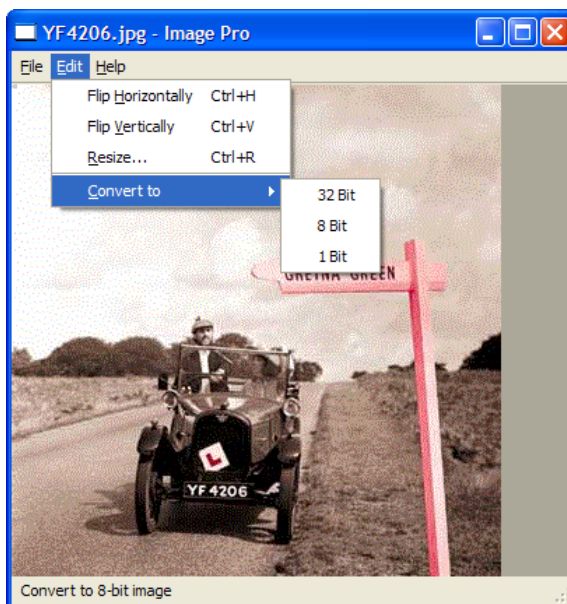 YF4206.jpg - Image Pro
File Edit Help
Flip Horizontally Ctrl+H
Flip Vertically Ctrl+V
Resize... Ctrl+R
Convert to
32 Bit
8 Bit
1 Bit
GRETNA GREEN
L
YF 4206
Convert to 8-bit image